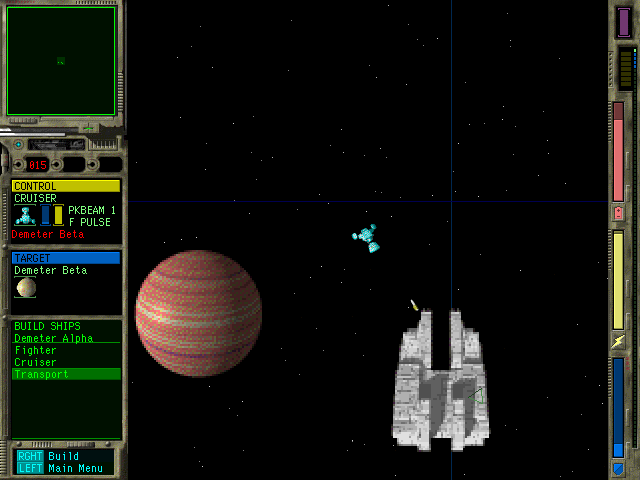 015
CONTROL
CRUISER
PKBEAM 1
F PULSE
Demeter Beta
TARGET
Demeter Beta
BUILD SHIPS
Demeter Alpha
Fighter
Cruiser
Transport
RGHT Build
LEFT Main Menu